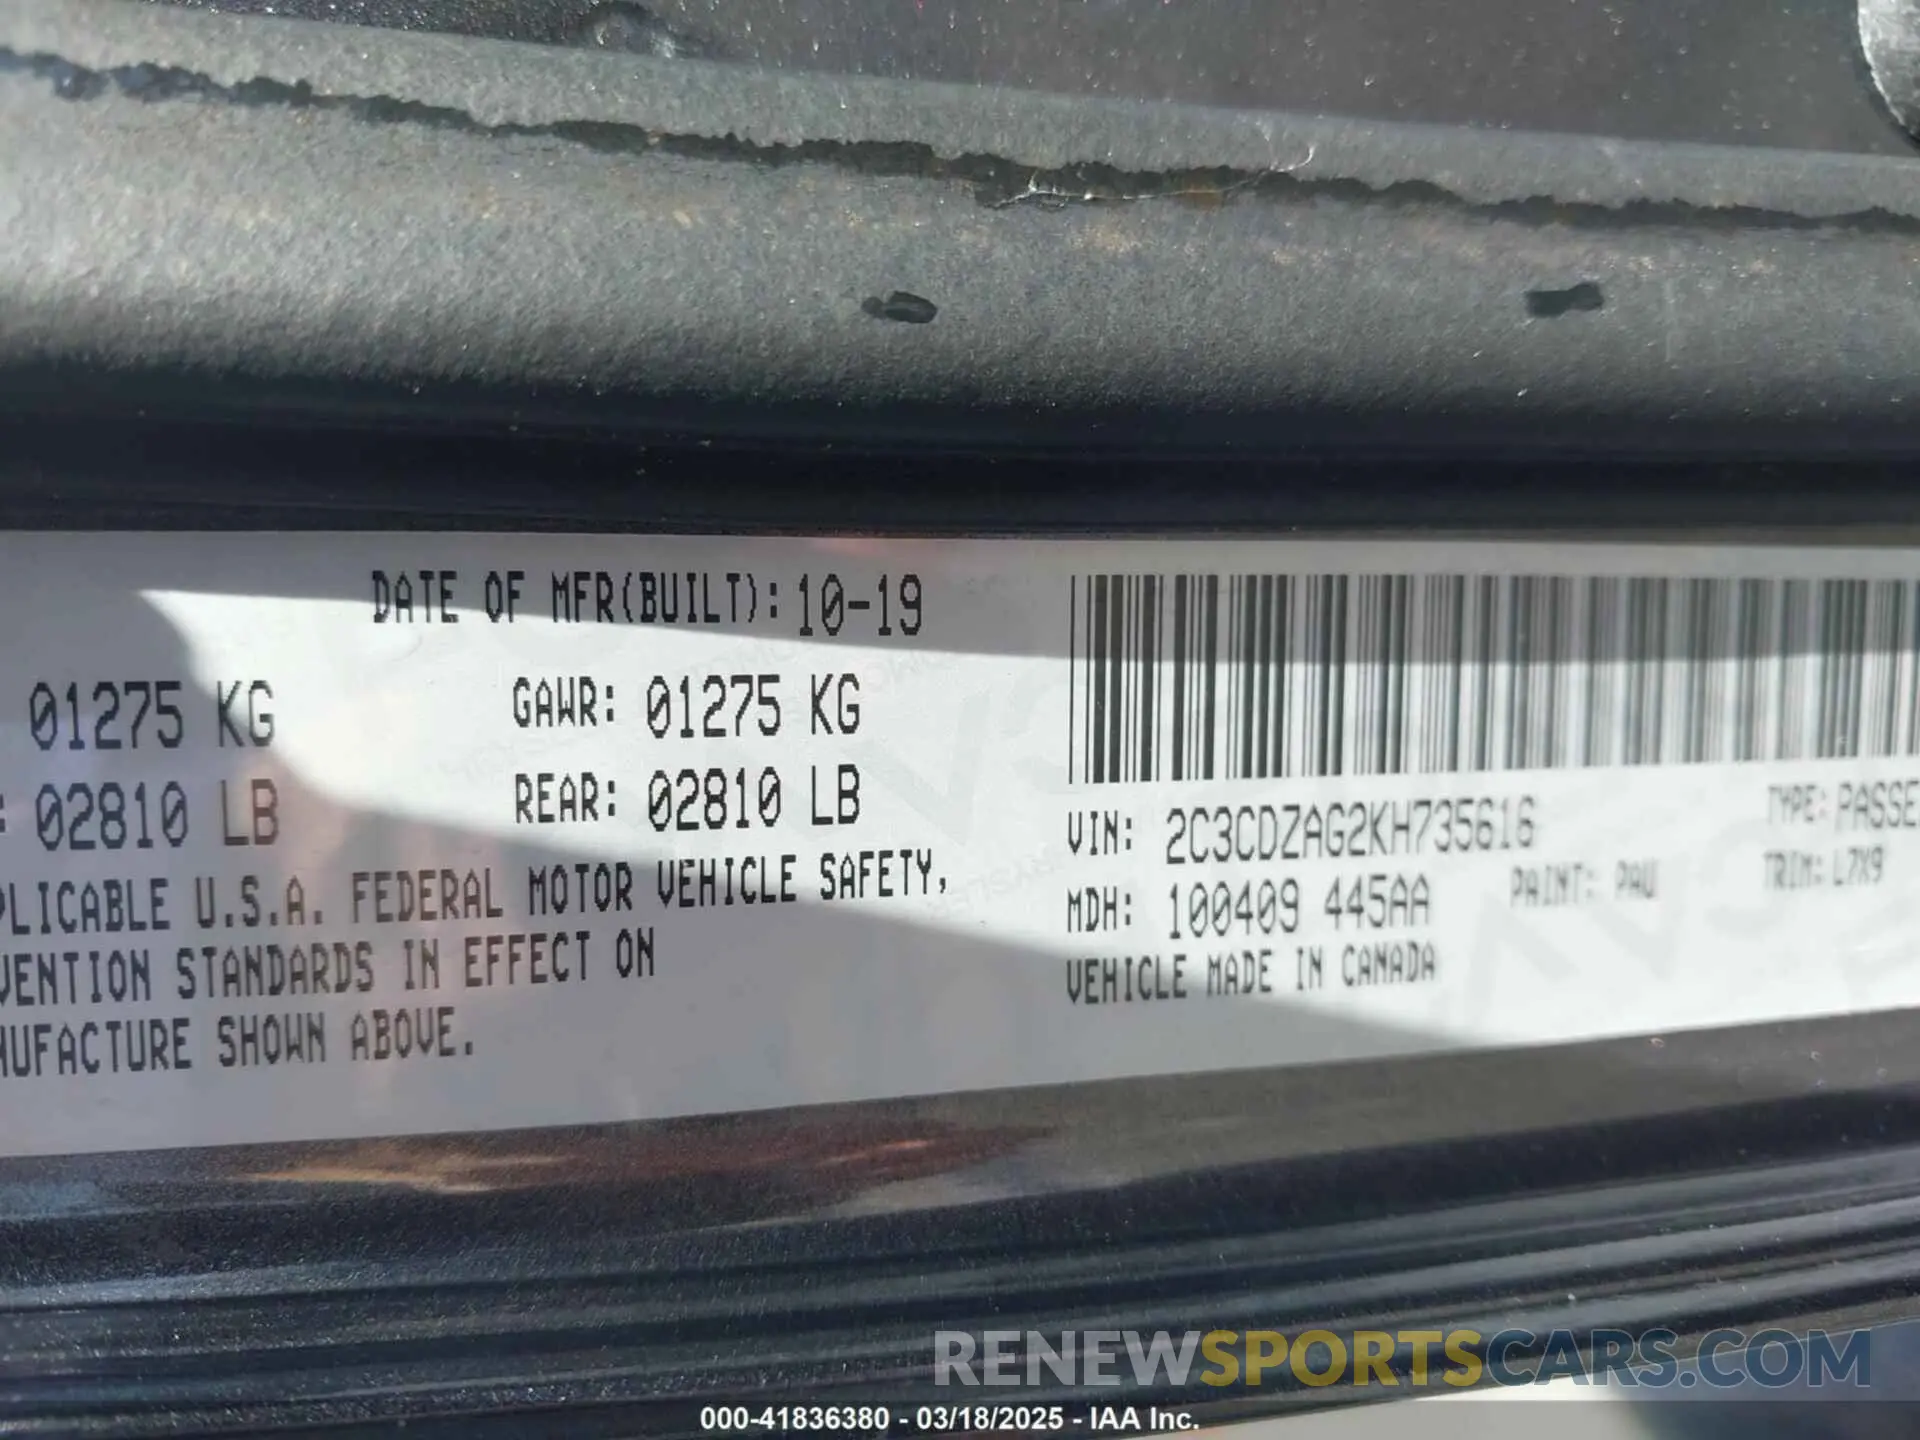 DATE OF MFR(BUILT): 10-19
01275 KG GAWR: 01275 KG
: 02810 LB REAR: 02810 LB
PLICABLE U.S.A. FEDERAL MOTOR VEHICLE SAFETY,
VENTION STANDARDS IN EFFECT ON
NUFACTURE SHOWN ABOVE.
VIN: 2C3CDZAG2KH735616 TYPE: PASSE
MDH: 100409 445AA PAINT: PAU TRIM: L7X9
VEHICLE MADE IN CANADA
RENEWSPORTSCARS.COM
000-41836380 - 03/18/2025 - IAA Inc.